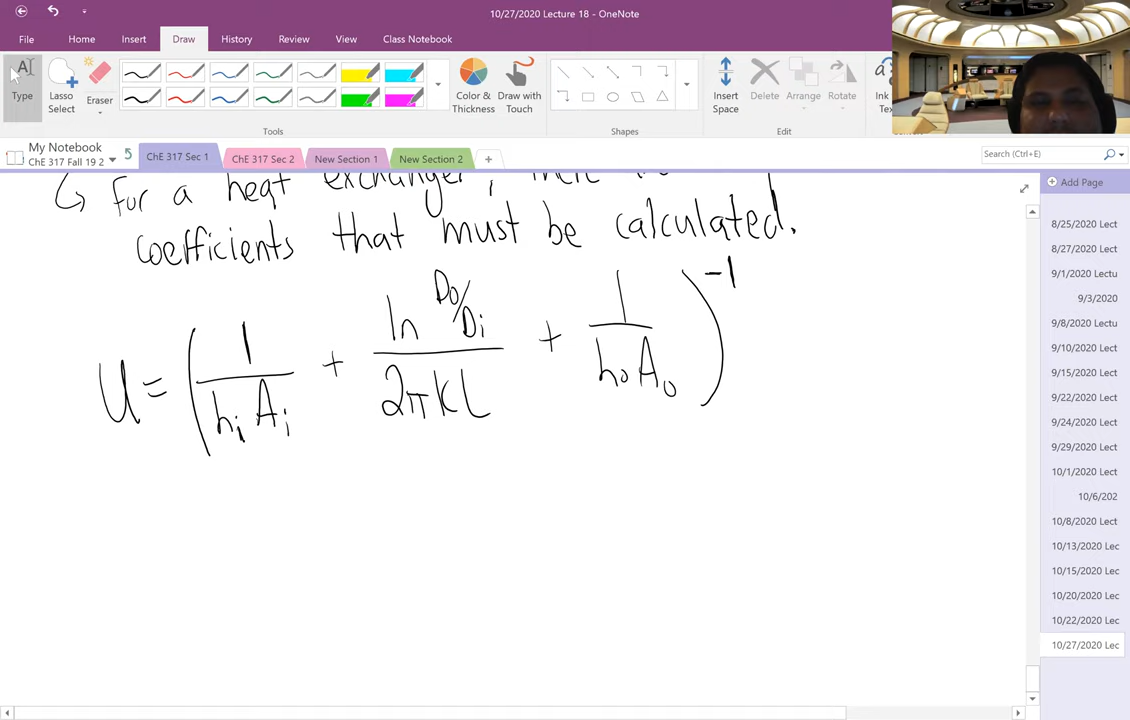 10/27/2020 Lecture 18 - OneNote
File Home Insert Draw History Review View Class Notebook
Type
Lasso Select
Eraser
Color & Thickness
Draw with Touch
Insert Space
Delete
Arrange
Rotate
Ink
Tex
Tools
Shapes
Edit
My Notebook
ChE 317 Fall 19 2
ChE 317 Sec 1
ChE 317 Sec 2
New Section 1
New Section 2
+
Search (Ctrl+E)
Add Page
↳ for a heat exchanger,
coefficients that must be calculated.
U = (1/(hᵢAᵢ) + ln(Do/Di)/(2πkL) + 1/(hₒAₒ))⁻¹
8/25/2020 Lect
8/27/2020 Lect
9/1/2020 Lectu
9/3/2020
9/8/2020 Lectu
9/10/2020 Lect
9/15/2020 Lect
9/22/2020 Lect
9/24/2020 Lect
9/29/2020 Lect
10/1/2020 Lect
10/6/202
10/8/2020 Lect
10/13/2020 Lec
10/15/2020 Lec
10/20/2020 Lec
10/22/2020 Lec
10/27/2020 Lec